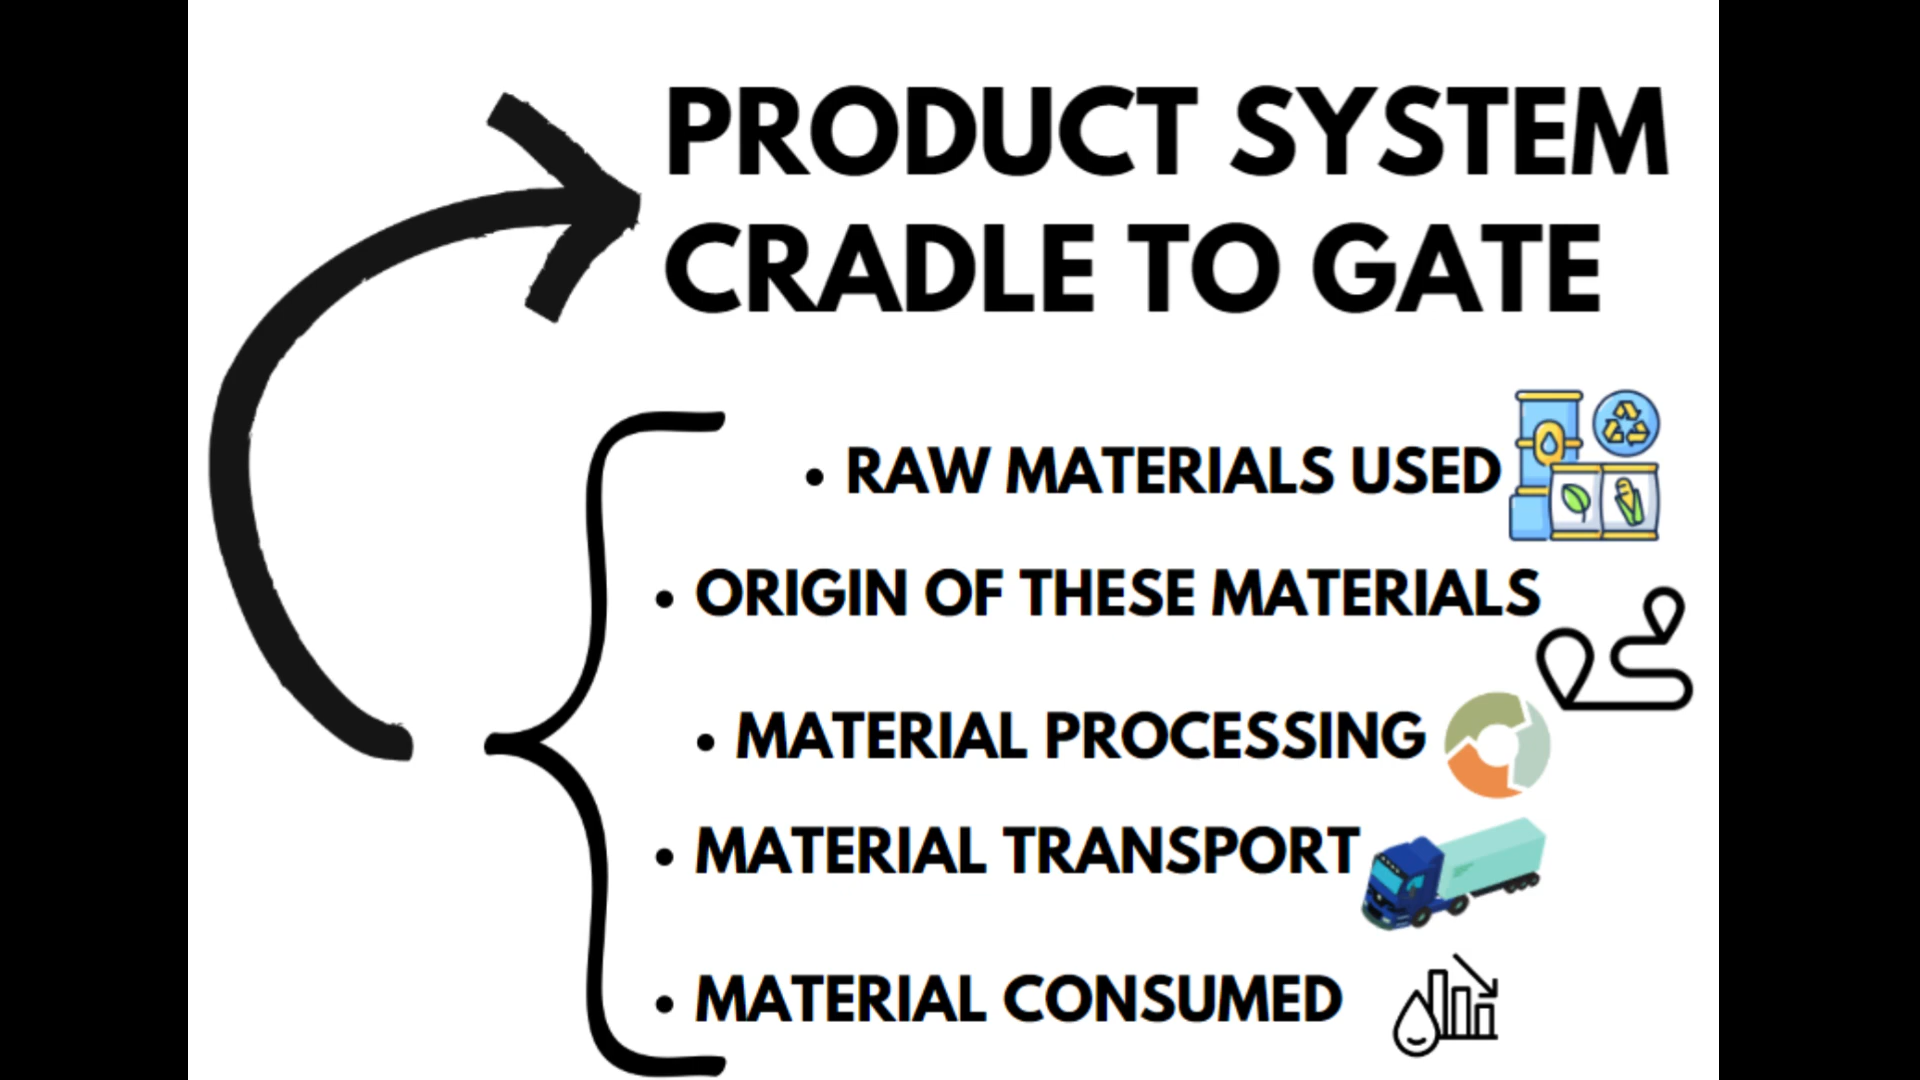 PRODUCT SYSTEM
CRADLE TO GATE
• RAW MATERIALS USED
• ORIGIN OF THESE MATERIALS
• MATERIAL PROCESSING
• MATERIAL TRANSPORT
• MATERIAL CONSUMED